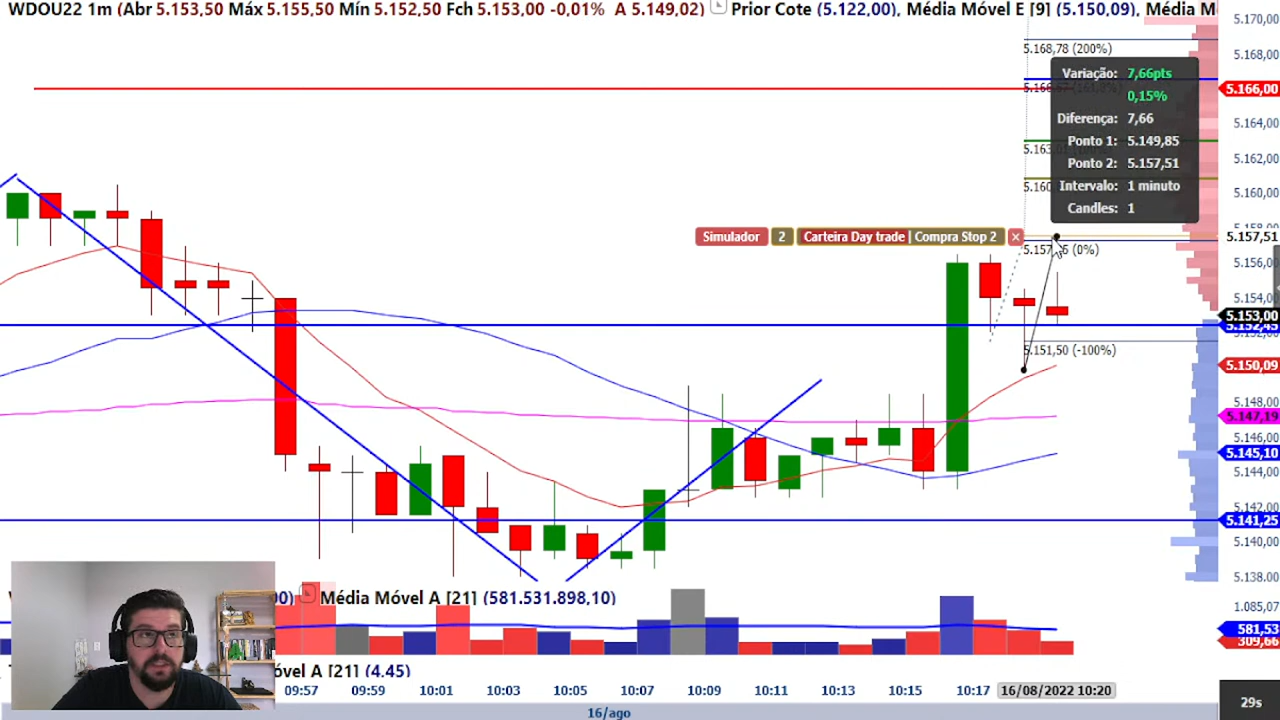 WDOU22 1m (Abr 5.153,50 Máx 5.155,50 Mín 5.152,50 Fch 5.153,00 -0,01% A 5.149,02) Prior Cote (5.122,00), Média Móvel E [9] (5.150,09), Média M
5.170,00
5.168,78 (200%)
5.168,00
Variação: 7,66pts
0,15%
5.166,00
Diferença: 7,66
5.164,00
Ponto 1: 5.149,85
Ponto 2: 5.157,51
5.162,00
Intervalo: 1 minuto
5.160,00
Candles: 1
Simulador 2 Carteira Day trade | Compra Stop 2
5.157,51
5.156,00
5.154,00
5.153,00
5.152,45
5.151,50 (-100%)
5.150,09
5.148,00
5.147,19
5.146,00
5.145,10
5.144,00
5.142,00
5.141,25
5.140,00
5.138,00
Média Móvel A [21] (581.531.898,10)
1.085,07
581,53
309,66
óvel A [21] (4.45)
09:57 09:59 10:01 10:03 10:05 10:07 10:09 10:11 10:13 10:15 10:17 16/08/2022 10:20
29s
16/ago